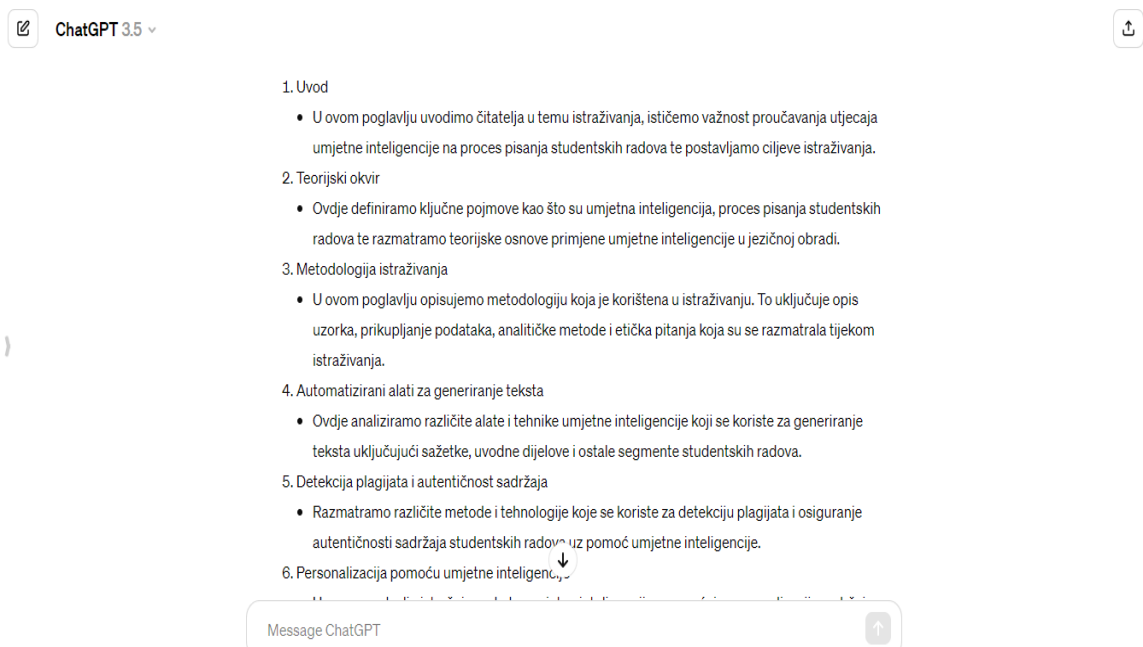 ChatGPT 3.5
1. Uvod
• U ovom poglavlju uvodimo čitatelja u temu istraživanja, ističemo važnost proučavanja utjecaja
umjetne inteligencije na proces pisanja studentskih radova te postavljamo ciljeve istraživanja.
2. Teorijski okvir
• Ovdje definiramo ključne pojmove kao što su umjetna inteligencija, proces pisanja studentskih
radova te razmatramo teorijske osnove primjene umjetne inteligencije u jezičnoj obradi.
3. Metodologija istraživanja
• U ovom poglavlju opisujemo metodologiju koja je korištena u istraživanju. To uključuje opis
uzorka, prikupljanje podataka, analitičke metode i etička pitanja koja su se razmatrala tijekom
istraživanja.
4. Automatizirani alati za generiranje teksta
• Ovdje analiziramo različite alate i tehnike umjetne inteligencije koji se koriste za generiranje
teksta uključujući sažetke, uvodne dijelove i ostale segmente studentskih radova.
5. Detekcija plagijata i autentičnost sadržaja
• Razmatramo različite metode i tehnologije koje se koriste za detekciju plagijata i osiguranje
autentičnosti sadržaja studentskih radova uz pomoć umjetne inteligencije.
6. Personalizacija pomoću umjetne inteligencije
Message ChatGPT